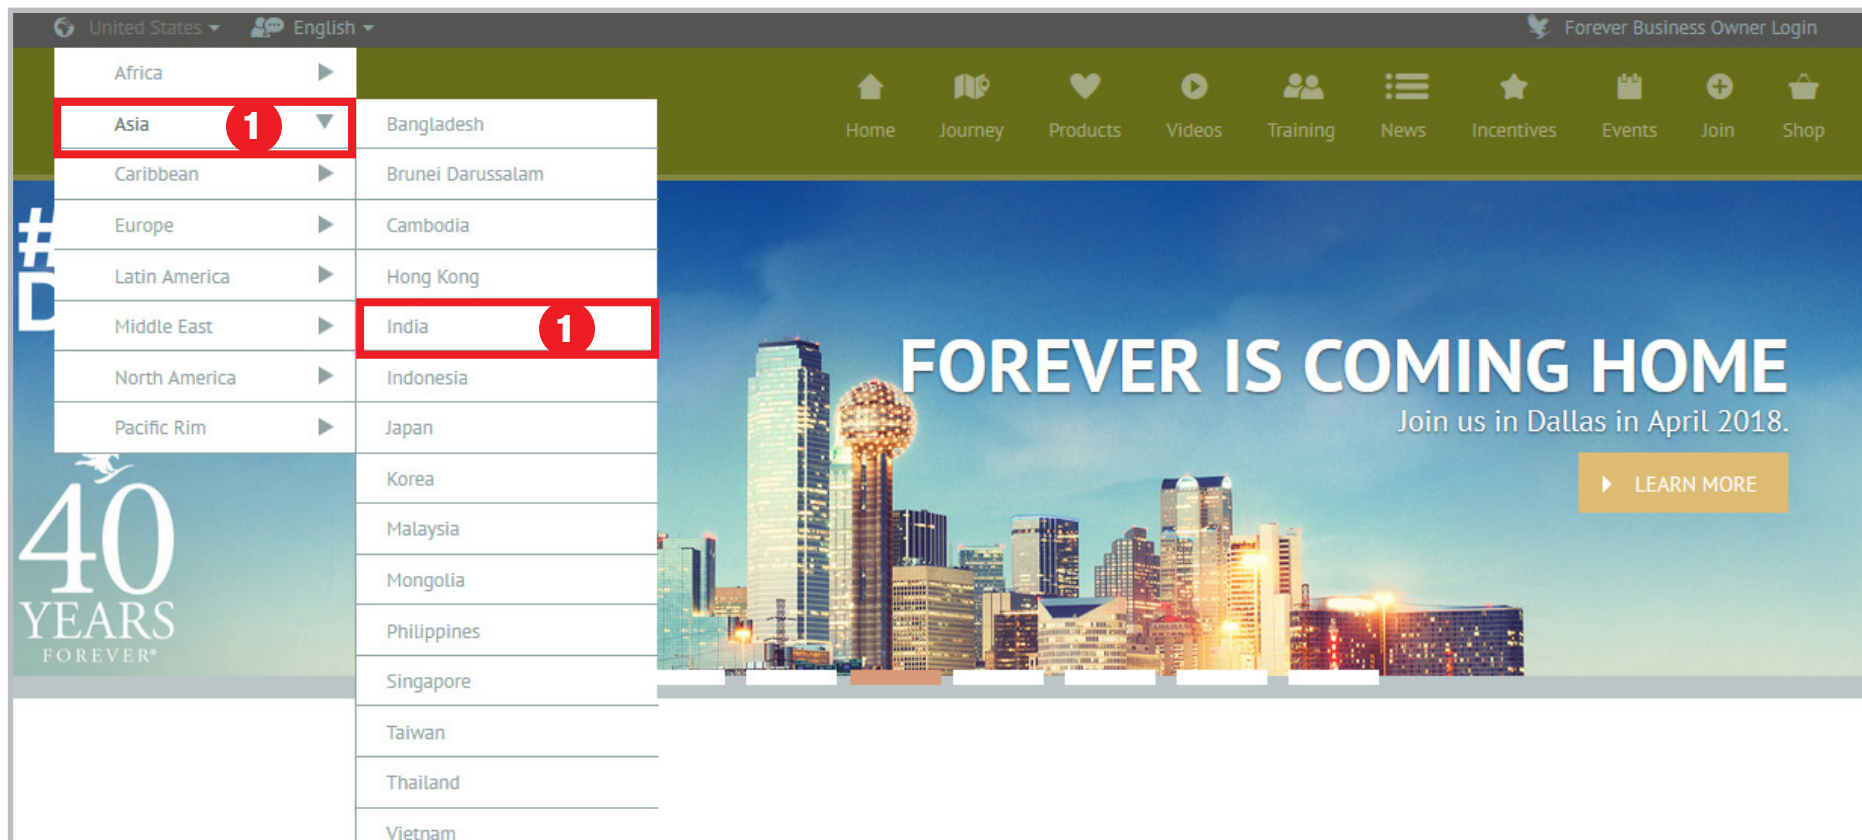 United States English Forever Business Owner Login
Home Journey Products Videos Training News Incentives Events Join Shop
Africa
Asia 1
Caribbean
Europe
Latin America
Middle East
North America
Pacific Rim
Bangladesh
Brunei Darussalam
Cambodia
Hong Kong
India 1
Indonesia
Japan
Korea
Malaysia
Mongolia
Philippines
Singapore
Taiwan
Thailand
Vietnam
#
D
FOREVER IS COMING HOME
Join us in Dallas in April 2018.
LEARN MORE
40
YEARS
FOREVER®